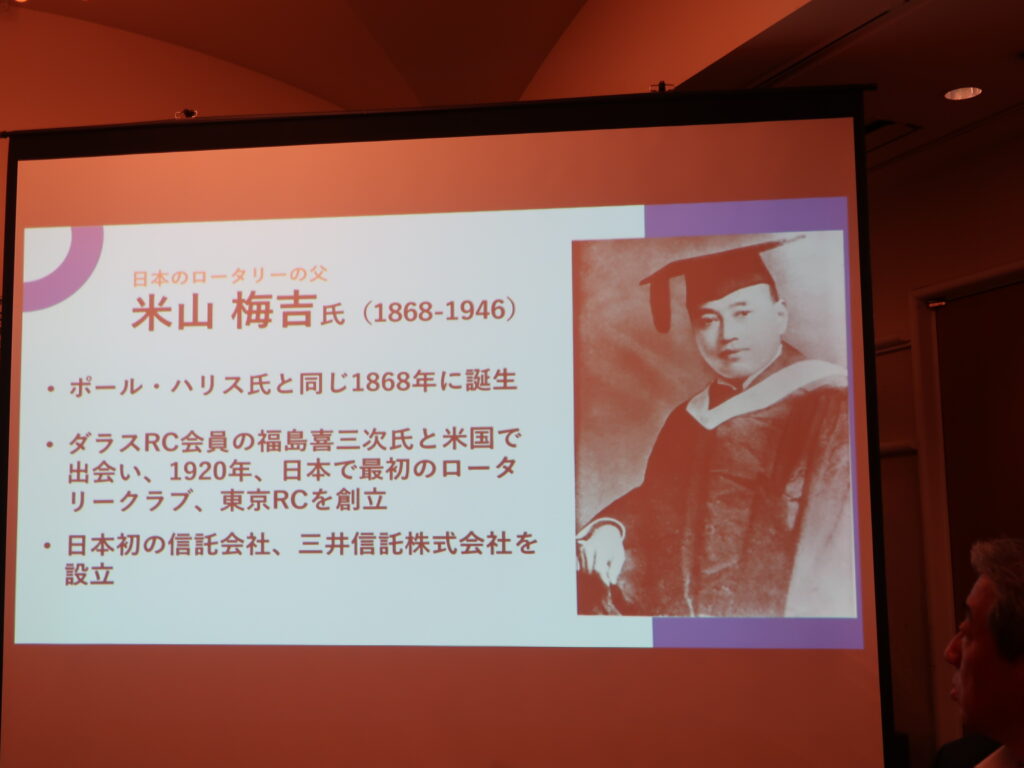 日本のロータリーの父
米山 梅吉氏（1868-1946）
• ポール・ハリス氏と同じ1868年に誕生
• ダラスRC会員の福島喜三次氏と米国で
出会い、1920年、日本で最初のロータ
リークラブ、東京RCを創立
• 日本初の信託会社、三井信託株式会社を
設立